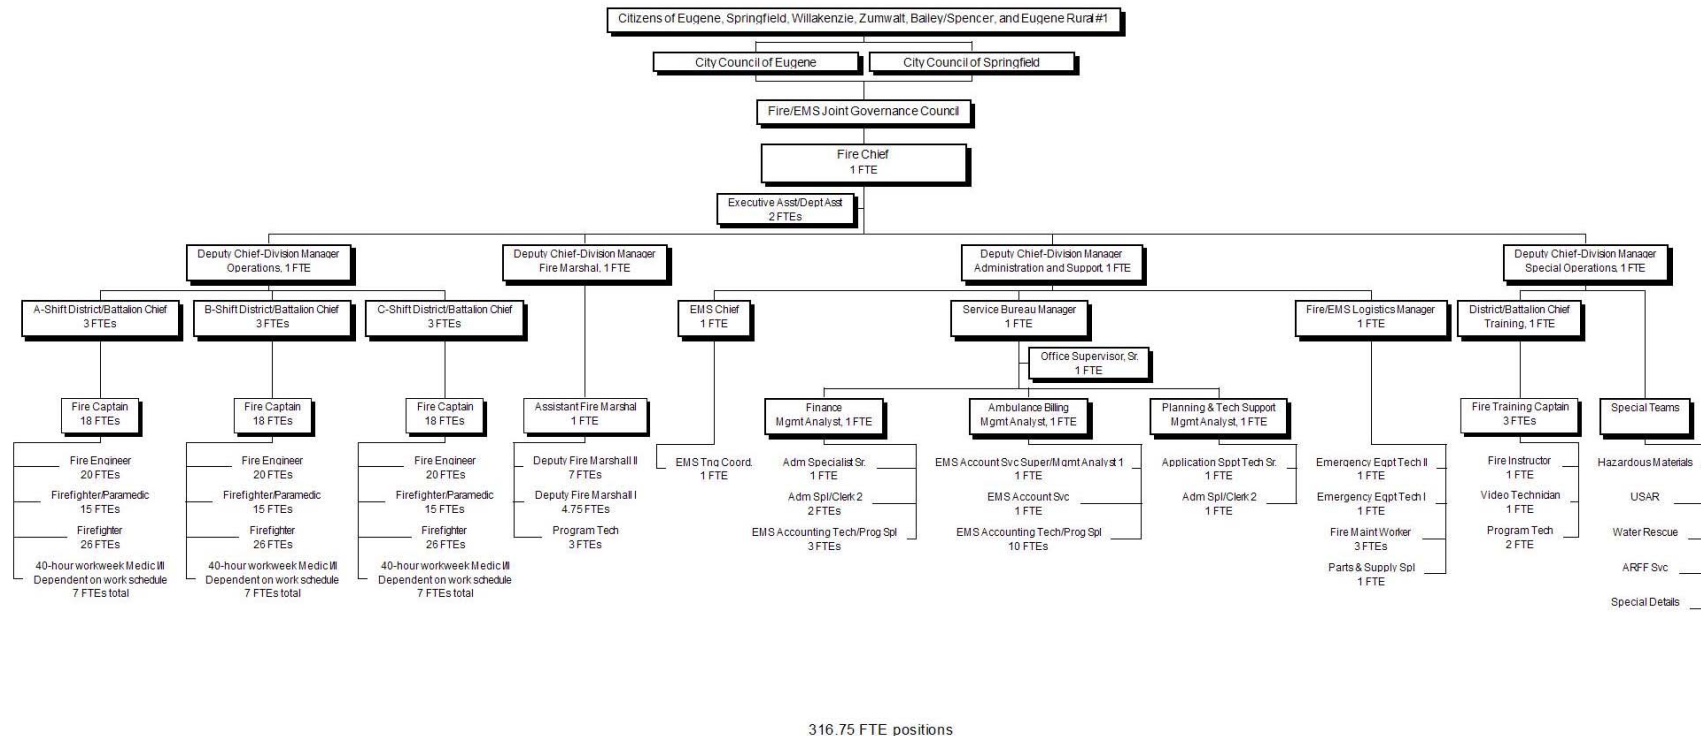 Citizens of Eugene, Springfield, Willakenzie, Zumwalt, Bailey/Spencer, and Eugene Rural #1
City Council of Eugene
City Council of Springfield
Fire/EMS Joint Governance Council
Fire Chief
1 FTE
Executive Asst/Dept Asst
2 FTEs
Deputy Chief-Division Manager
Operations, 1 FTE
Deputy Chief-Division Manager
Fire Marshal, 1 FTE
Deputy Chief-Division Manager
Administration and Support, 1 FTE
Deputy Chief-Division Manager
Special Operations, 1 FTE
A-Shift District/Battalion Chief
3 FTEs
B-Shift District/Battalion Chief
3 FTEs
C-Shift District/Battalion Chief
3 FTEs
EMS Chief
1 FTE
Service Bureau Manager
1 FTE
Fire/EMS Logistics Manager
1 FTE
District/Battalion Chief
Training, 1 FTE
Office Supervisor, Sr.
1 FTE
Fire Captain
18 FTEs
Fire Captain
18 FTEs
Fire Captain
18 FTEs
Assistant Fire Marshal
1 FTE
Finance
Mgmt Analyst, 1 FTE
Ambulance Billing
Mgmt Analyst, 1 FTE
Planning & Tech Support
Mgmt Analyst, 1 FTE
Fire Training Captain
3 FTEs
Special Teams
Fire Engineer
20 FTEs
Firefighter/Paramedic
15 FTEs
Firefighter
26 FTEs
40-hour workweek Medic I/II
Dependent on work schedule
7 FTEs total
Fire Engineer
20 FTEs
Firefighter/Paramedic
15 FTEs
Firefighter
26 FTEs
40-hour workweek Medic I/II
Dependent on work schedule
7 FTEs total
Fire Engineer
20 FTEs
Firefighter/Paramedic
15 FTEs
Firefighter
26 FTEs
40-hour workweek Medic I/II
Dependent on work schedule
7 FTEs total
Deputy Fire Marshall II
7 FTEs
Deputy Fire Marshall I
4.75 FTEs
Program Tech
3 FTEs
EMS Tng Coord.
1 FTE
Adm Specialist Sr.
1 FTE
Adm Spl/Clerk 2
2 FTEs
EMS Accounting Tech/Prog Spl
3 FTEs
EMS Account Svc Super/Mgmt Analyst 1
1 FTE
EMS Account Svc
1 FTE
EMS Accounting Tech/Prog Spl
10 FTEs
Application Sppt Tech Sr.
1 FTE
Adm Spl/Clerk 2
1 FTE
Emergency Eqpt Tech II
1 FTE
Emergency Eqpt Tech I
1 FTE
Fire Maint Worker
3 FTEs
Parts & Supply Spl
1 FTE
Fire Instructor
1 FTE
Video Technician
1 FTE
Program Tech
2 FTE
Hazardous Materials
USAR
Water Rescue
ARFF Svc
Special Details
316.75 FTE positions